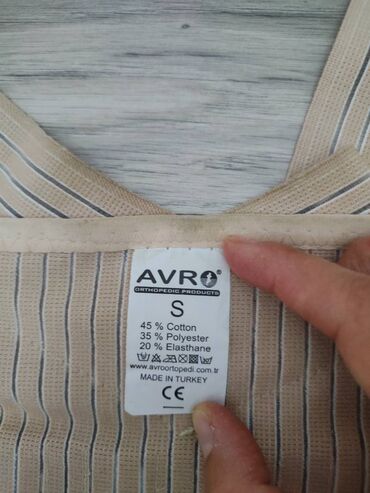 AVRO®
ORTHOPEDIC PRODUCTS
S
45 % Cotton
35 % Polyester
20 % Elasthane
www.avroortopedi.com.tr
MADE IN TURKEY
CE